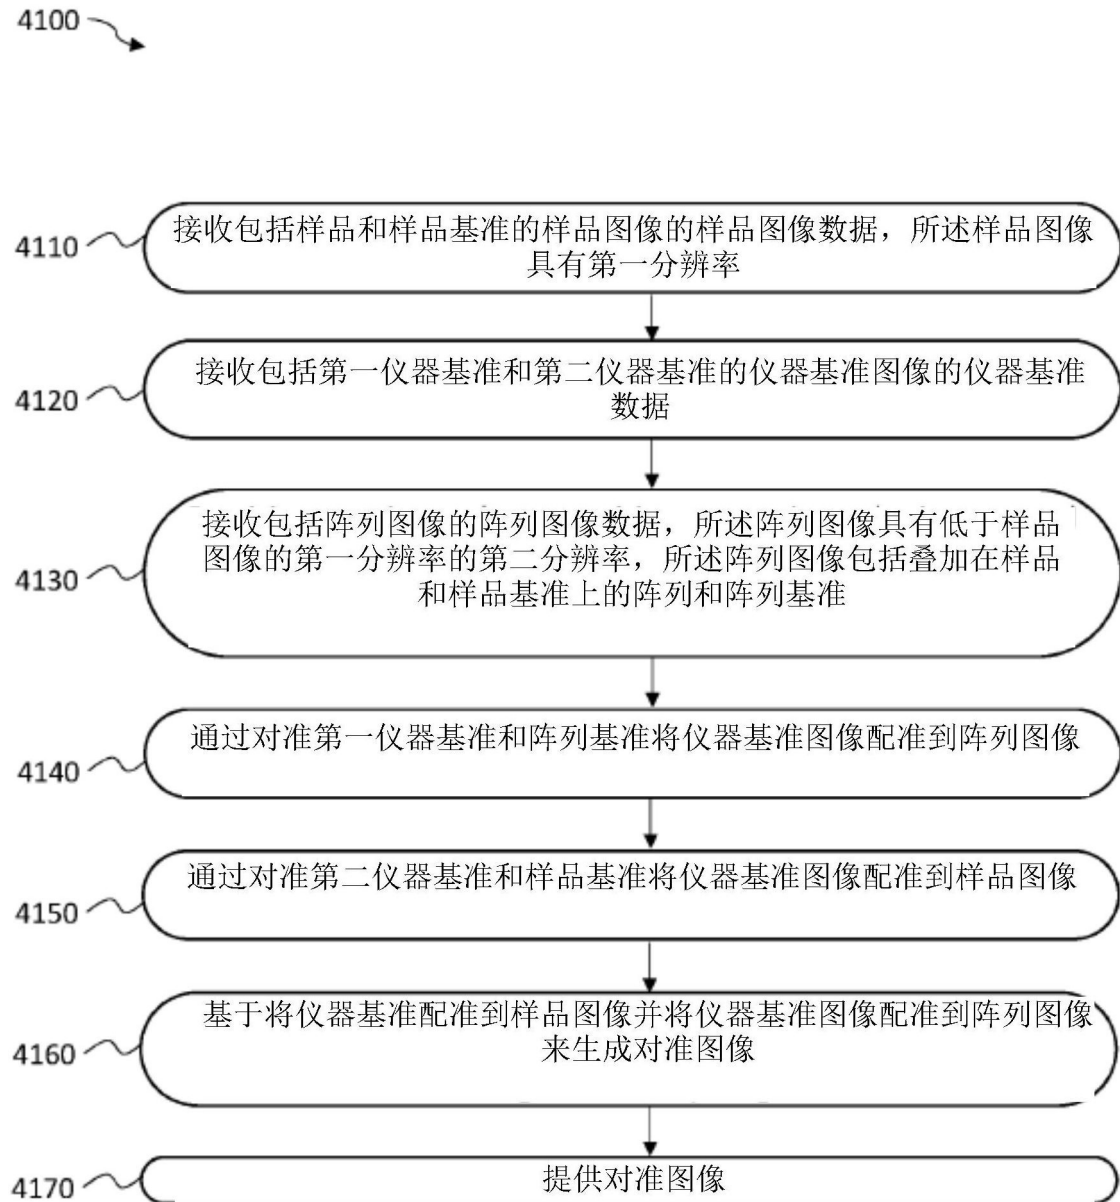 4100
4110
接收包括样品和样品基准的样品图像的样品图像数据，所述样品图像
具有第一分辨率
4120
接收包括第一仪器基准和第二仪器基准的仪器基准图像的仪器基准
数据
4130
接收包括阵列图像的阵列图像数据，所述阵列图像具有低于样品
图像的第一分辨率的第二分辨率，所述阵列图像包括叠加在样品
和样品基准上的阵列和阵列基准
4140
通过对准第一仪器基准和阵列基准将仪器基准图像配准到阵列图像
4150
通过对准第二仪器基准和样品基准将仪器基准图像配准到样品图像
4160
基于将仪器基准配准到样品图像并将仪器基准图像配准到阵列图像
来生成对准图像
4170
提供对准图像